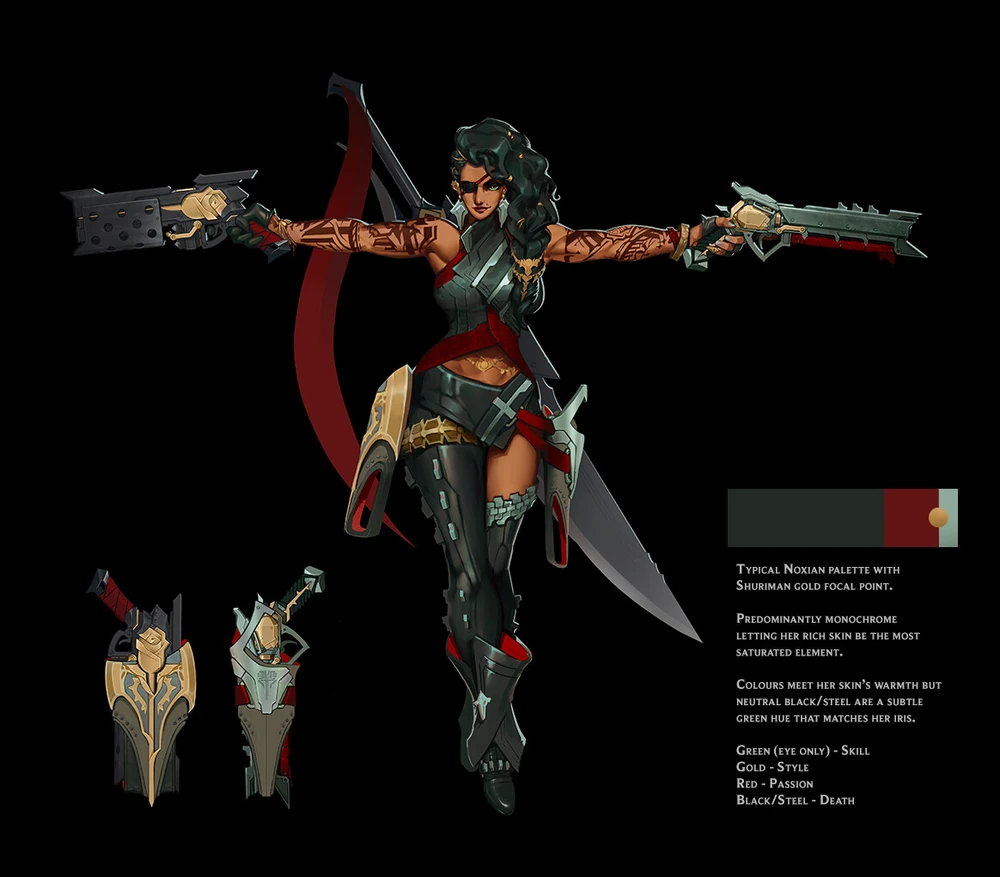 Typical Noxian palette with
Shuriman gold focal point.
Predominantly monochrome
letting her rich skin be the most
saturated element.
Colours meet her skin's warmth but
neutral black/steel are a subtle
green hue that matches her iris.
Green (eye only) - Skill
Gold - Style
Red - Passion
Black/Steel - Death